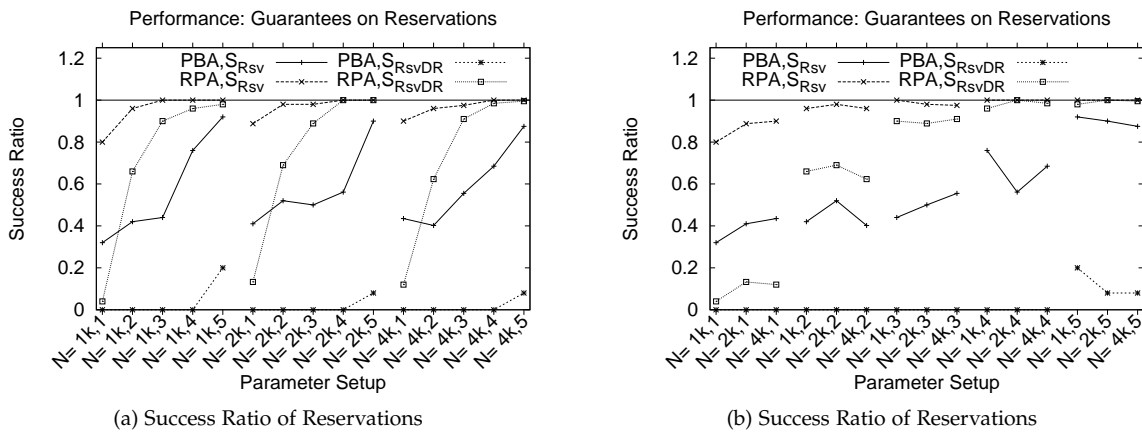 Performance: Guarantees on Reservations
1.2
1
0.8
0.6
0.4
0.2
0
Success Ratio
PBA,S_Rsv
RPA,S_Rsv
PBA,S_RsvDR
RPA,S_RsvDR
N= 1k,1
N= 1k,2
N= 1k,3
N= 1k,4
N= 1k,5
N= 2k,1
N= 2k,2
N= 2k,3
N= 2k,4
N= 2k,5
N= 4k,1
N= 4k,2
N= 4k,3
N= 4k,4
N= 4k,5
Parameter Setup
(a) Success Ratio of Reservations
Performance: Guarantees on Reservations
1.2
1
0.8
0.6
0.4
0.2
0
Success Ratio
PBA,S_Rsv
RPA,S_Rsv
PBA,S_RsvDR
RPA,S_RsvDR
N= 1k,1
N= 2k,1
N= 4k,1
N= 1k,2
N= 2k,2
N= 4k,2
N= 1k,3
N= 2k,3
N= 4k,3
N= 1k,4
N= 2k,4
N= 4k,4
N= 1k,5
N= 2k,5
N= 4k,5
Parameter Setup
(b) Success Ratio of Reservations